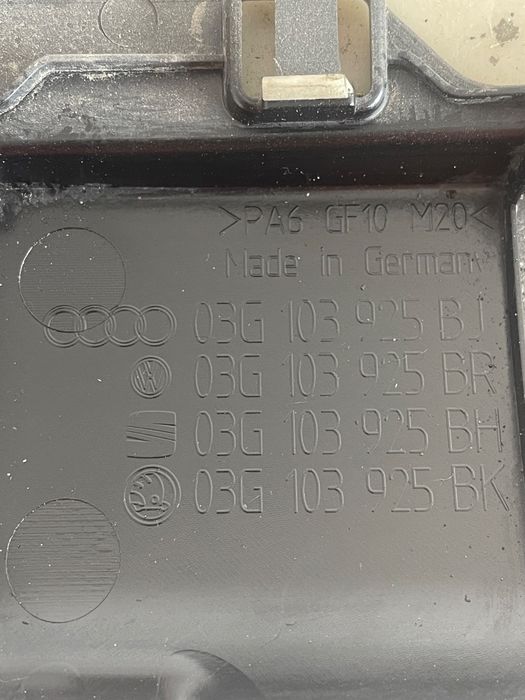 >PA6 GF10 M20<
Made in Germany
03G 103 925 BJ
03G 103 925 BR
03G 103 925 BH
03G 103 925 BK